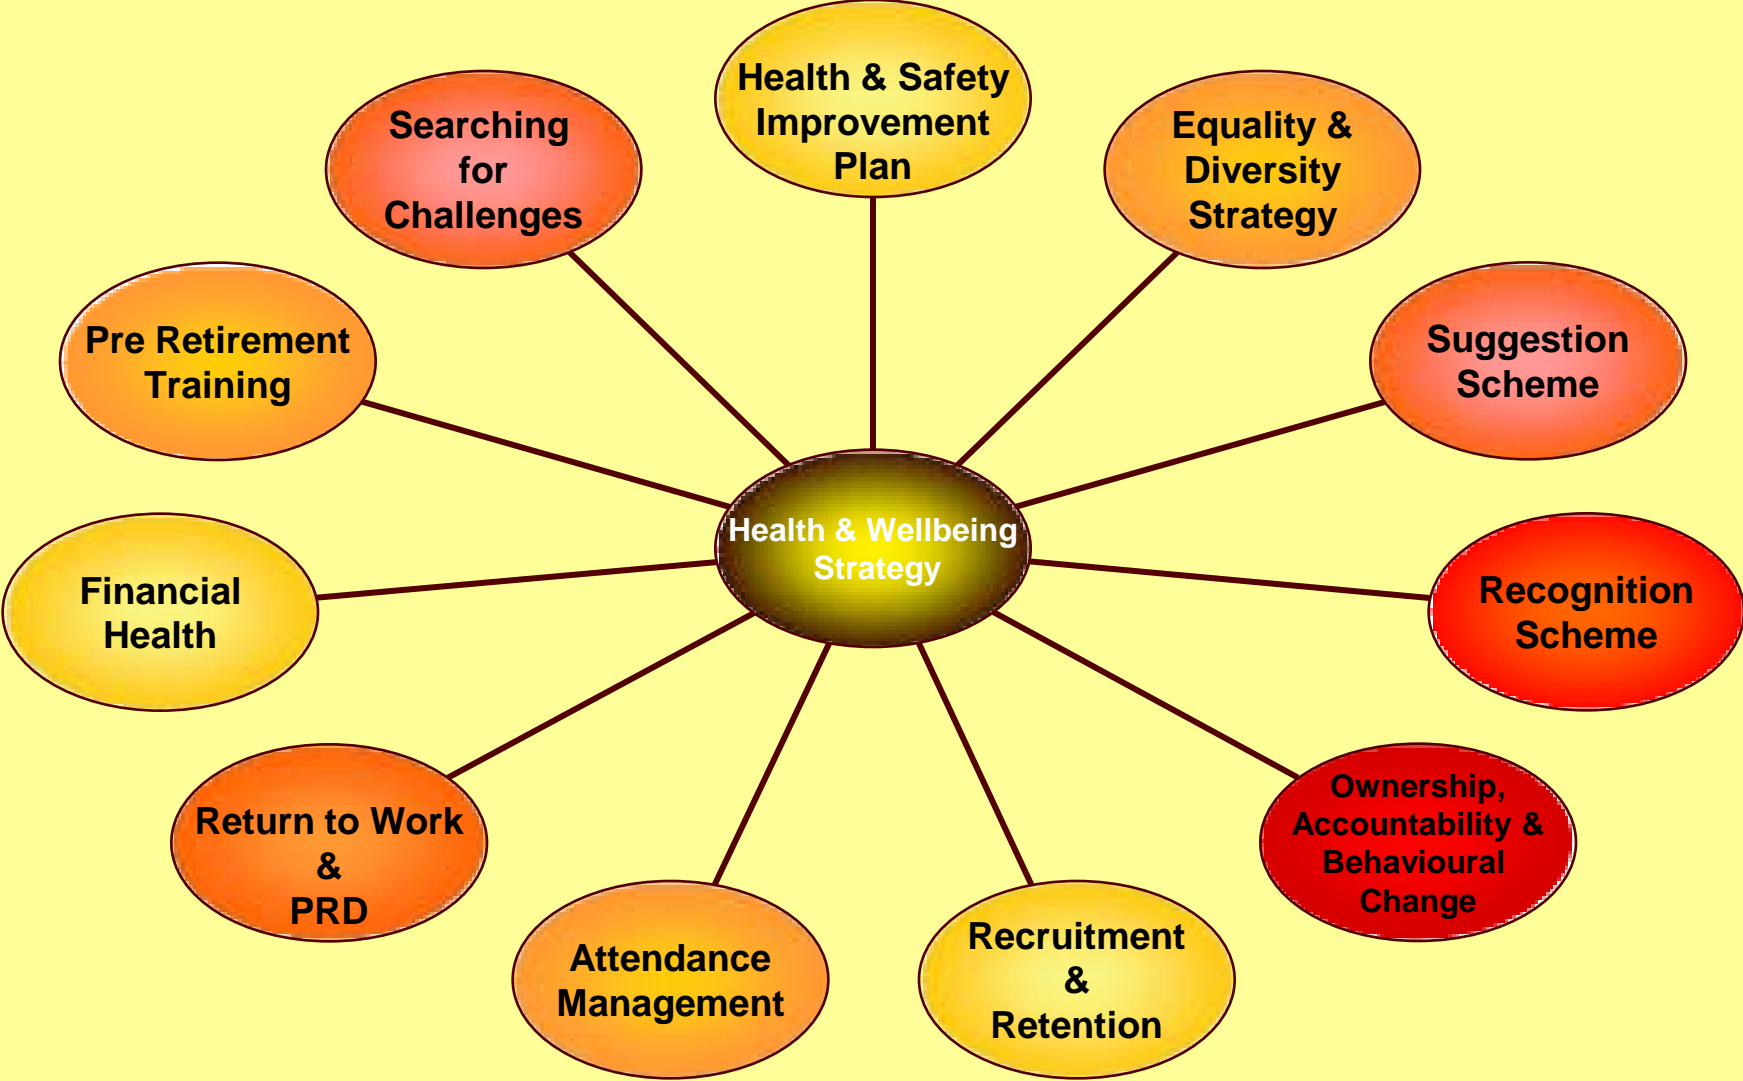 Health & Safety
Improvement
Plan
Searching
for
Challenges
Equality &
Diversity
Strategy
Pre Retirement
Training
Suggestion
Scheme
Health & Wellbeing
Strategy
Financial
Health
Recognition
Scheme
Return to Work
&
PRD
Ownership,
Accountability &
Behavioural
Change
Attendance
Management
Recruitment
&
Retention